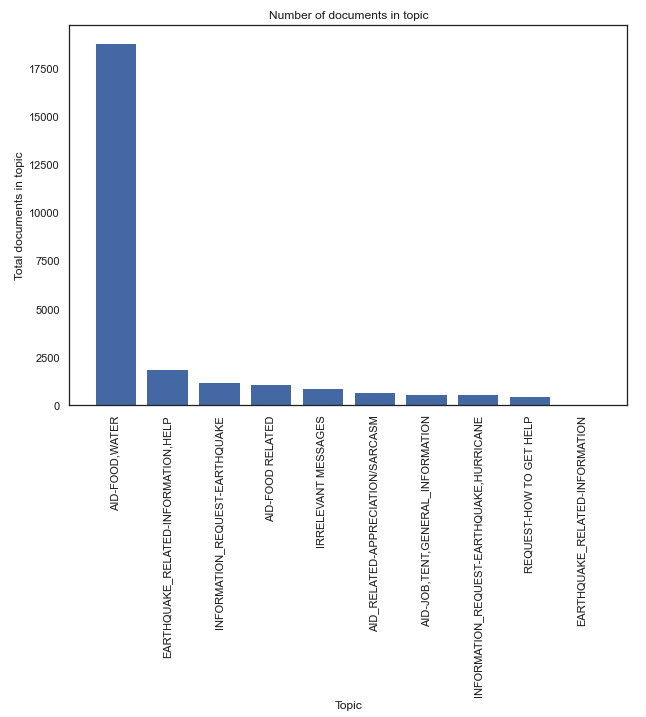 Number of documents in topic
Total documents in topic
17500
15000
12500
10000
7500
5000
2500
0
AID-FOOD,WATER
EARTHQUAKE_RELATED-INFORMATION,HELP
INFORMATION_REQUEST-EARTHQUAKE
AID-FOOD RELATED
IRRELEVANT MESSAGES
AID_RELATED-APPRECIATION/SARCASM
AID-JOB,TENT,GENERAL_INFORMATION
INFORMATION_REQUEST-EARTHQUAKE,HURRICANE
REQUEST-HOW TO GET HELP
EARTHQUAKE_RELATED-INFORMATION
Topic